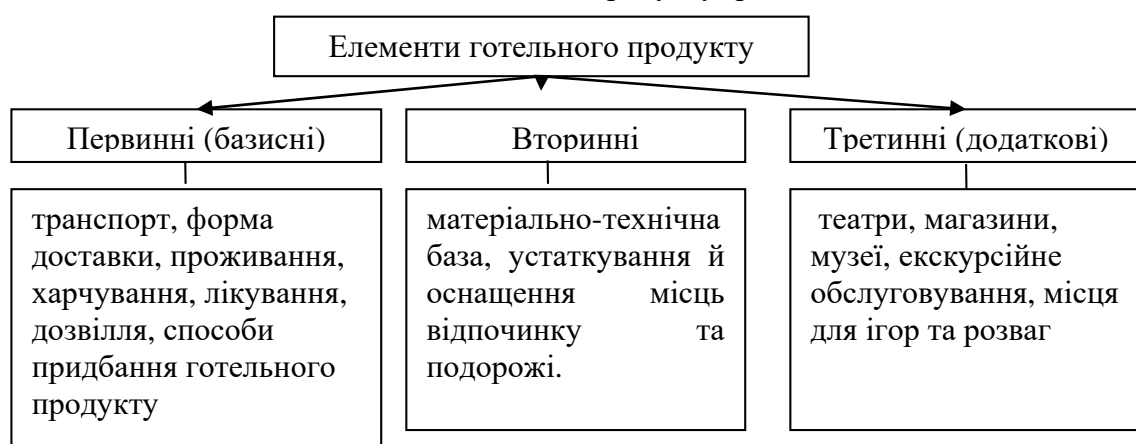 Елементи готельного продукту
Первинні (базисні)
Вторинні
Третинні (додаткові)
транспорт, форма
доставки, проживання,
харчування, лікування,
дозвілля, способи
придбання готельного
продукту
матеріально-технічна
база, устаткування й
оснащення місць
відпочинку та
подорожі.
театри, магазини,
музеї, екскурсійне
обслуговування, місця
для ігор та розваг